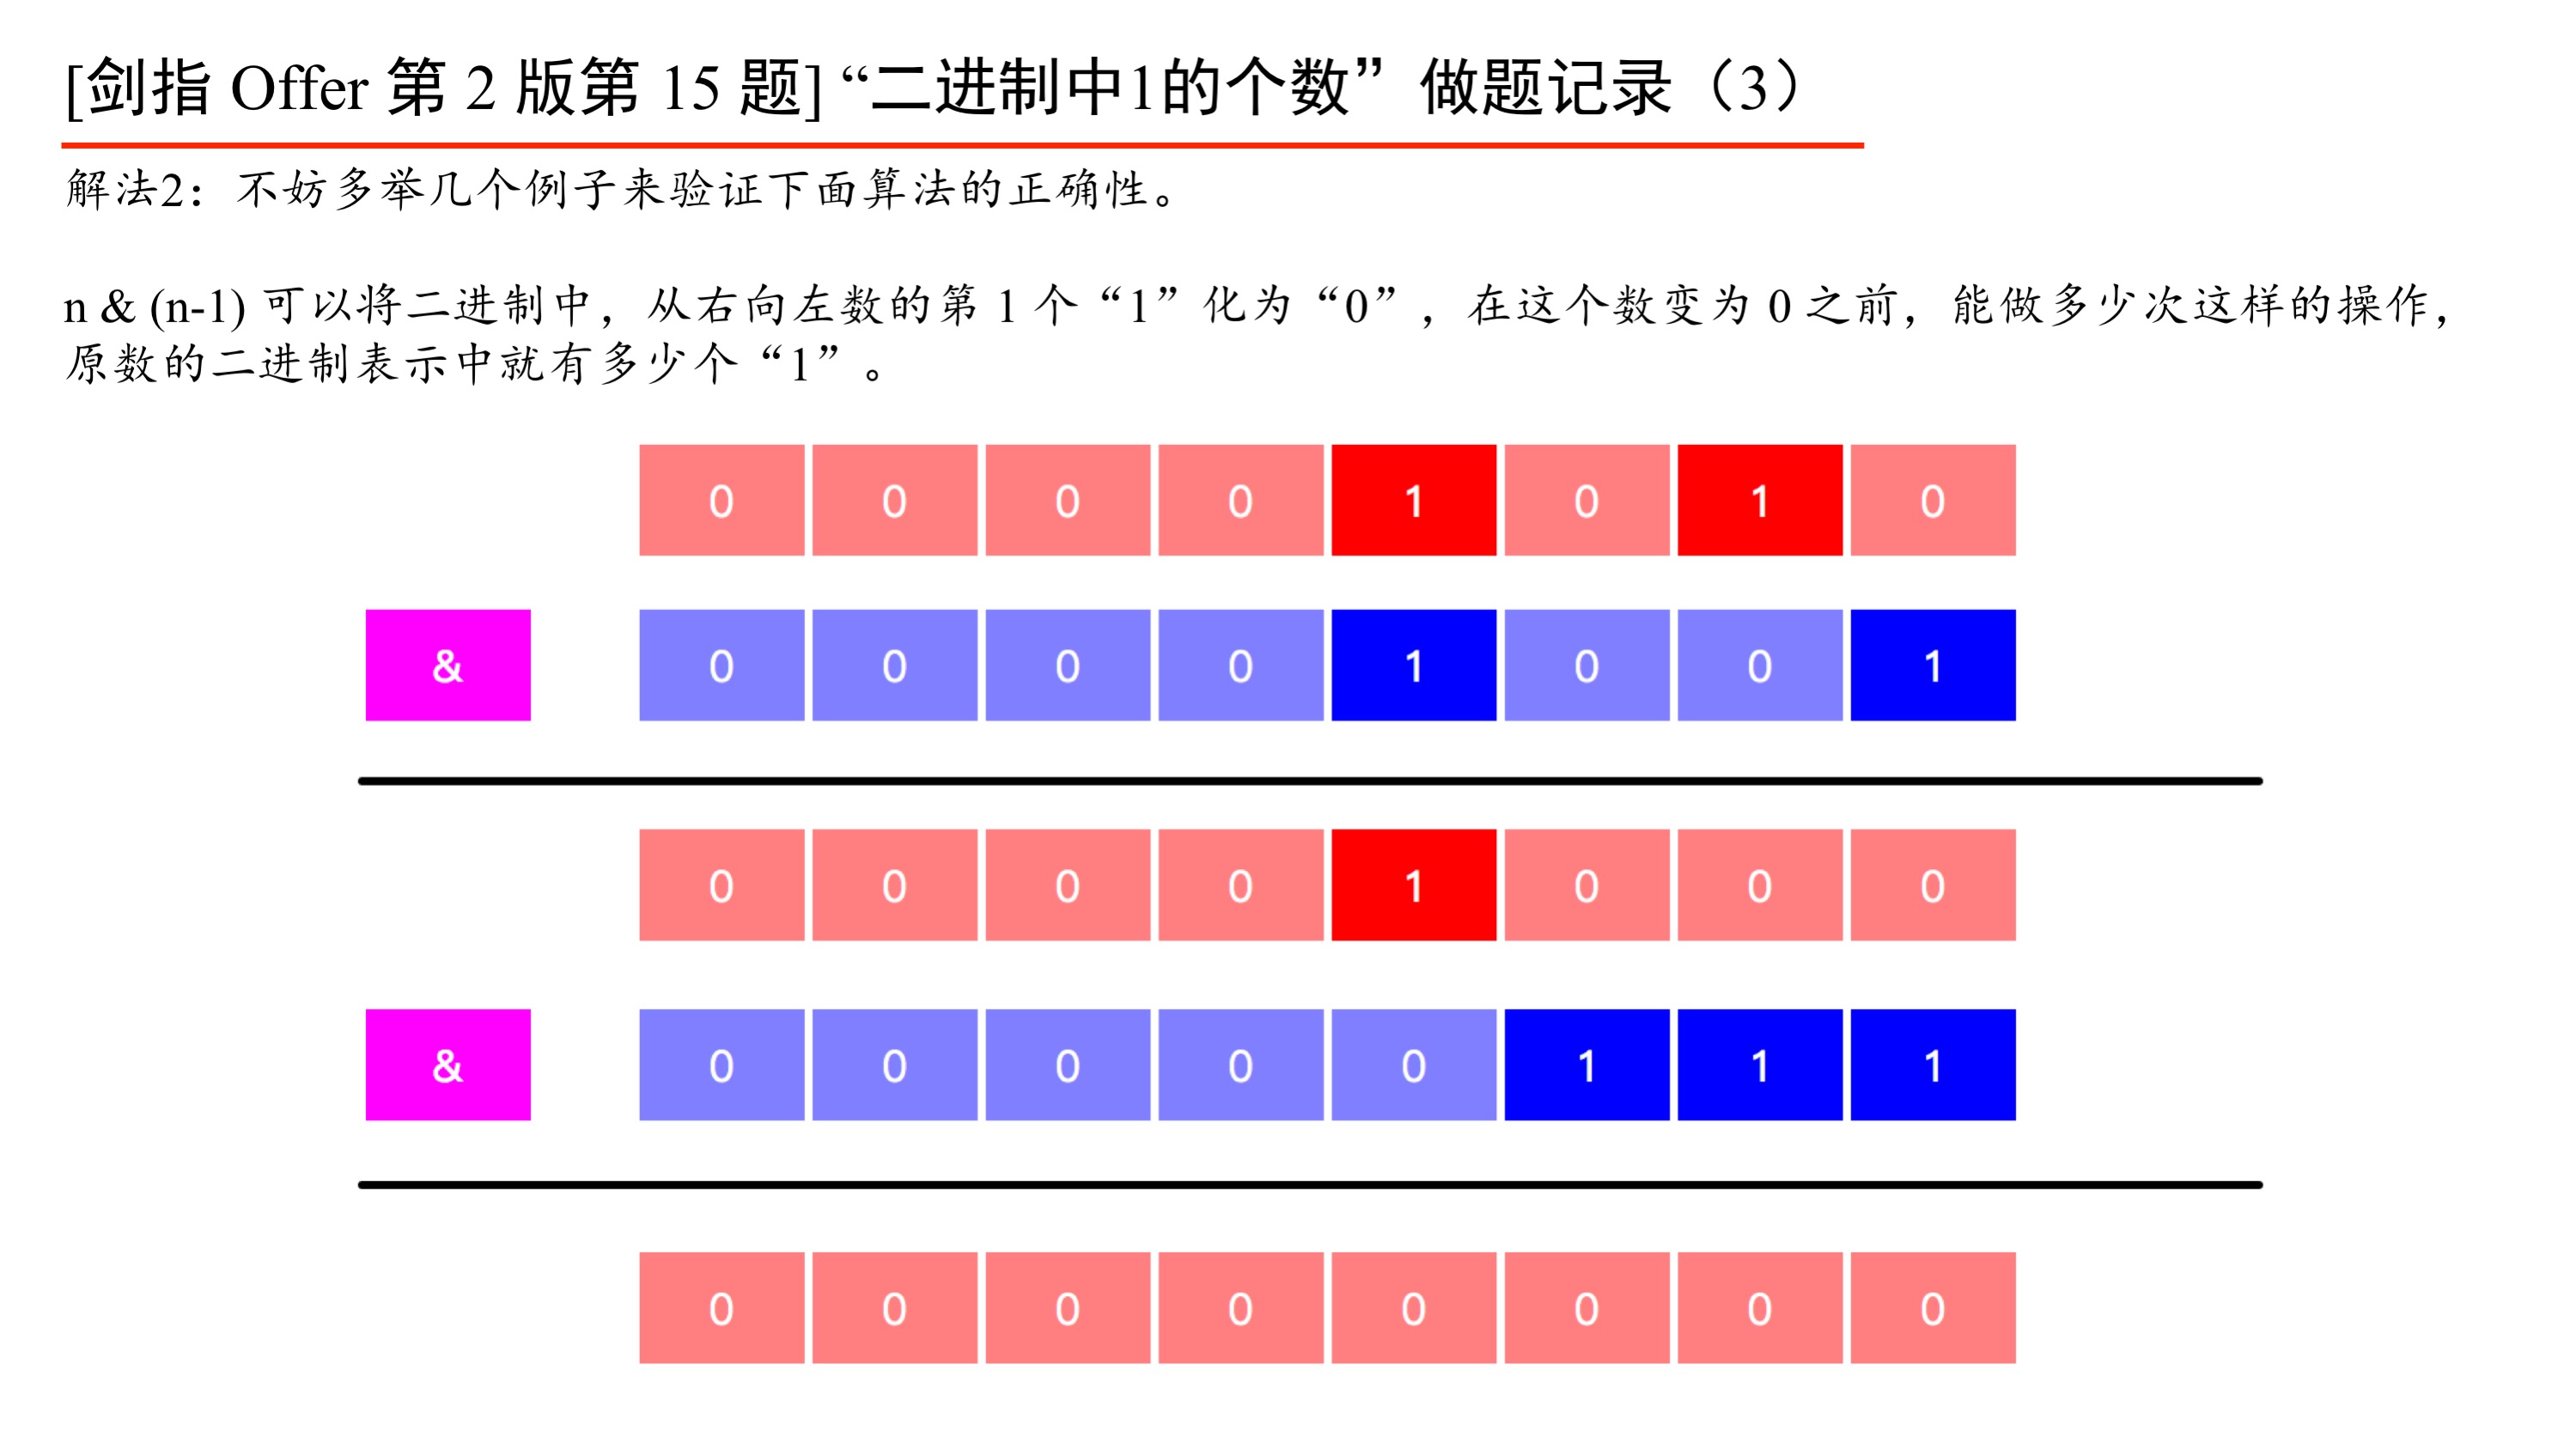 [剑指 Offer 第 2 版第 15 题] “二进制中1的个数” 做题记录（3）
解法2：不妨多举几个例子来验证下面算法的正确性。
n & (n-1) 可以将二进制中，从右向左数的第 1 个“1”化为“0”，在这个数变为 0 之前，能做多少次这样的操作，
原数的二进制表示中就有多少个“1”。
0 0 0 0 1 0 1 0
& 0 0 0 0 1 0 0 1
0 0 0 0 1 0 0 0
& 0 0 0 0 0 1 1 1
0 0 0 0 0 0 0 0